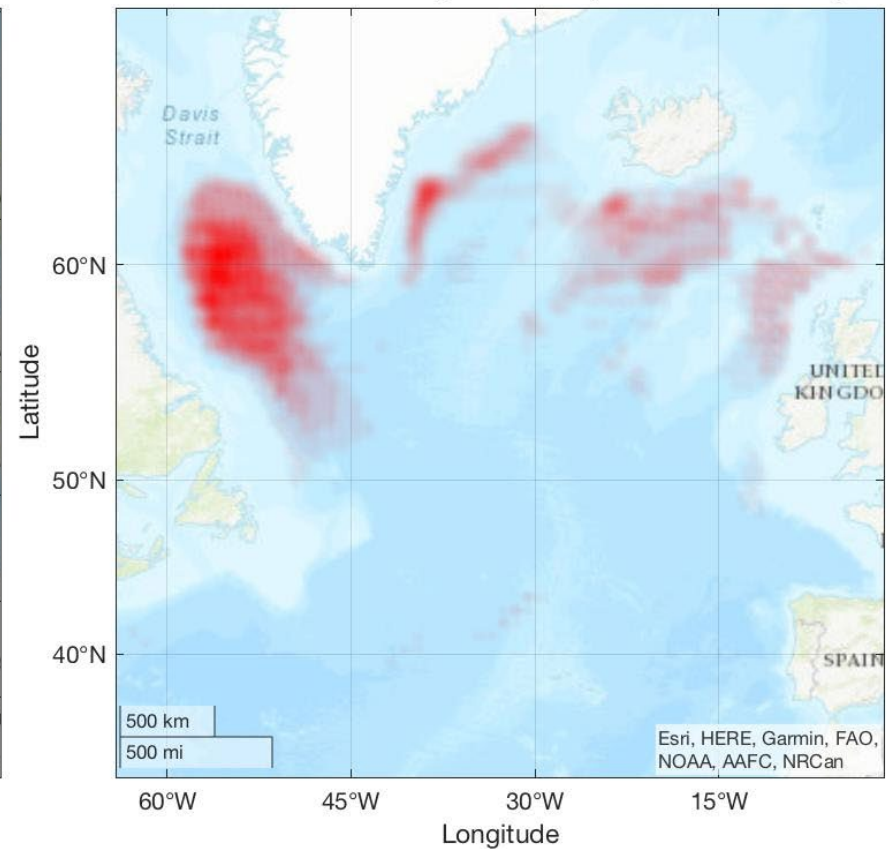 Davis
Strait
60°N
UNITED
KINGDO
50°N
40°N
SPAIN
500 km
500 mi
Esri, HERE, Garmin, FAO,
NOAA, AAFC, NRCan
60°W
45°W
30°W
15°W
Longitude
Latitude